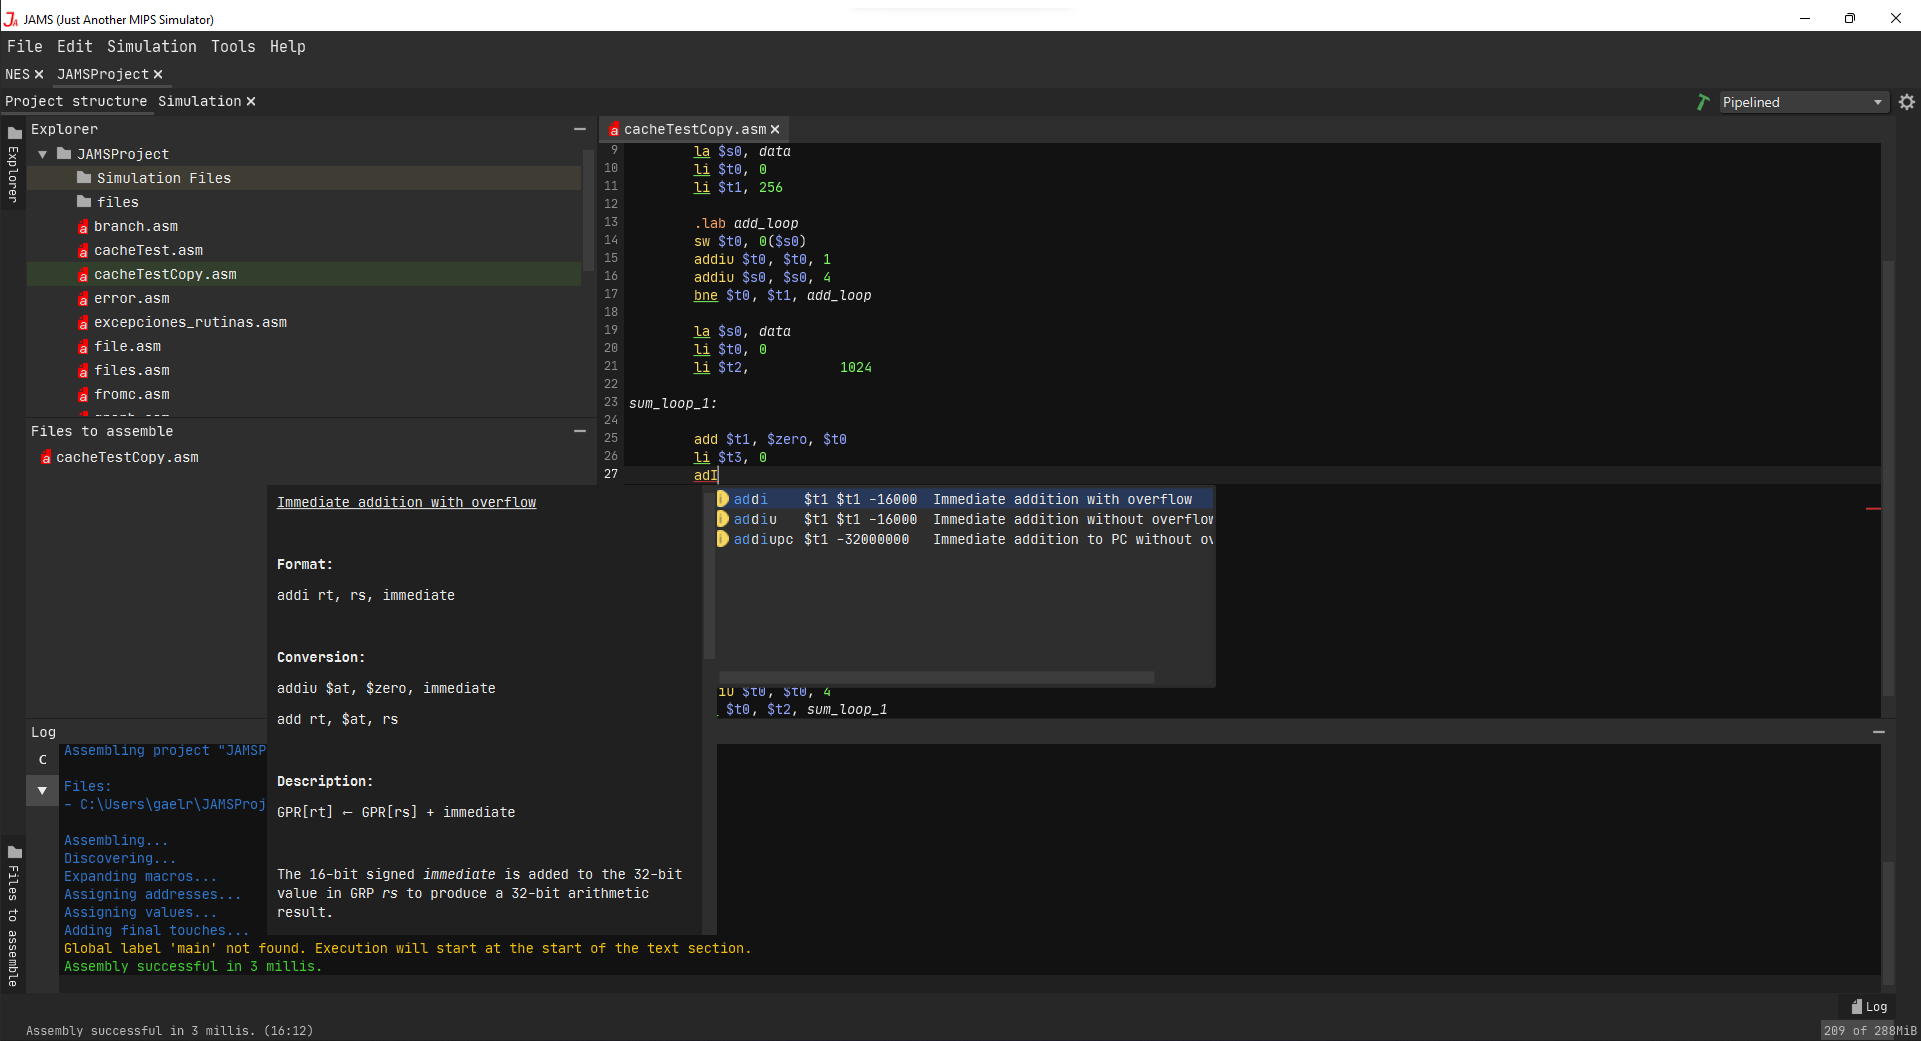 JAMS (Just Another MIPS Simulator)
File Edit Simulation Tools Help
NES JAMSProject
Project structure Simulation
Pipelined
Explorer
Explorer
JAMSProject
Simulation Files
files
branch.asm
cacheTest.asm
cacheTestCopy.asm
error.asm
excepciones_rutinas.asm
file.asm
files.asm
fromc.asm
Files to assemble
cacheTestCopy.asm
cacheTestCopy.asm
9 la $s0, data
10 li $t0, 0
11 li $t1, 256
12
13 .lab add_loop
14 sw $t0, 0($s0)
15 addiu $t0, $t0, 1
16 addiu $s0, $s0, 4
17 bne $t0, $t1, add_loop
18
19 la $s0, data
20 li $t0, 0
21 li $t2, 1024
22
23 sum_loop_1:
24
25 add $t1, $zero, $t0
26 li $t3, 0
27 adI
addi $t1 $t1 -16000 Immediate addition with overflow
addiu $t1 $t1 -16000 Immediate addition without overflow
addiupc $t1 -32000000 Immediate addition to PC without ov
iu $t0, $t0, 4
$t0, $t2, sum_loop_1
Immediate addition with overflow
Format:
addi rt, rs, immediate
Conversion:
addiu $at, $zero, immediate
add rt, $at, rs
Description:
GPR[rt] ← GPR[rs] + immediate
The 16-bit signed immediate is added to the 32-bit
value in GRP rs to produce a 32-bit arithmetic
result.
Log
C
Assembling project "JAMSP
Files:
- C:\Users\gaelr\JAMSProj
Assembling...
Discovering...
Expanding macros...
Assigning addresses...
Assigning values...
Adding final touches...
Global label 'main' not found. Execution will start at the start of the text section.
Assembly successful in 3 millis.
Files to assemble
Log
Assembly successful in 3 millis. (16:12)
209 of 288MiB